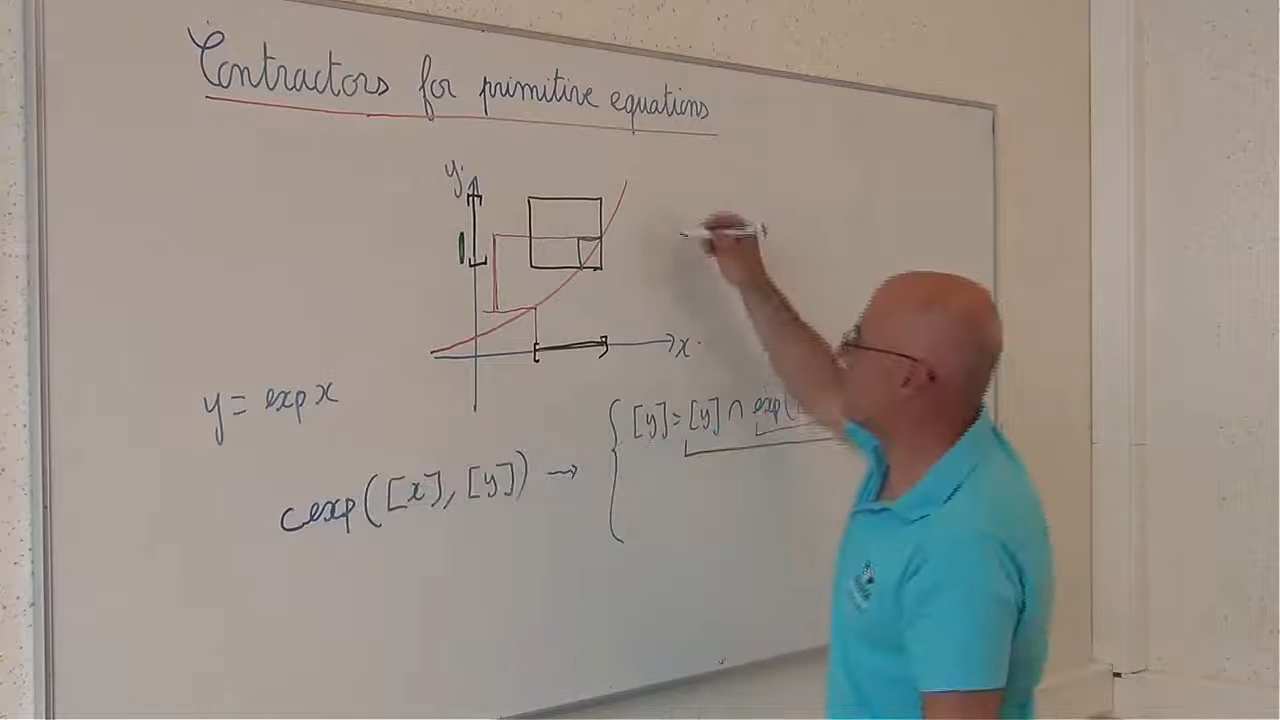 Contractors for primitive equations
y
x
y = exp x
[y] = [y] ∩ exp(
cexp([x], [y]) → {